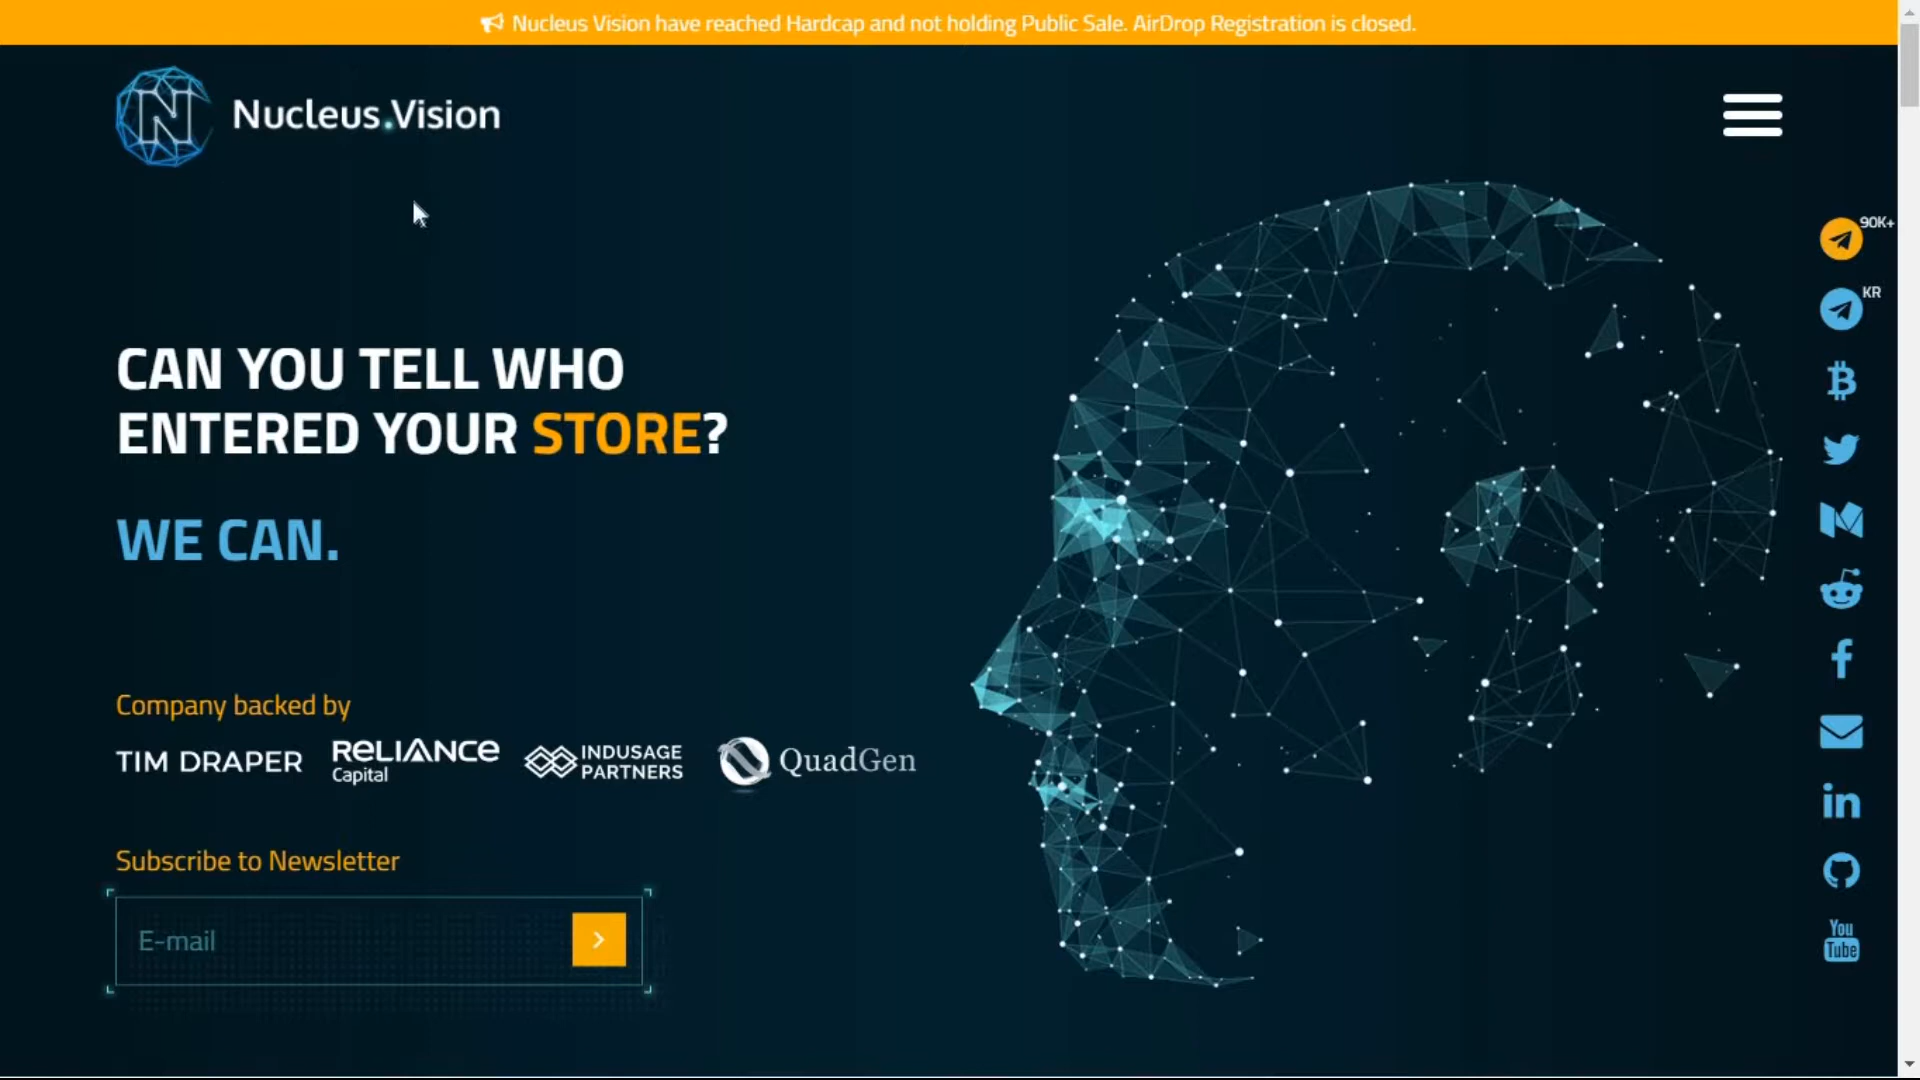 Nucleus Vision have reached Hardcap and not holding Public Sale. AirDrop Registration is closed.
N
Nucleus.Vision
90K+
KR
CAN YOU TELL WHO
ENTERED YOUR STORE?
WE CAN.
Company backed by
TIM DRAPER
RELIANCE
Capital
INDUSAGE
PARTNERS
QuadGen
Subscribe to Newsletter
E-mail
in
You
Tube